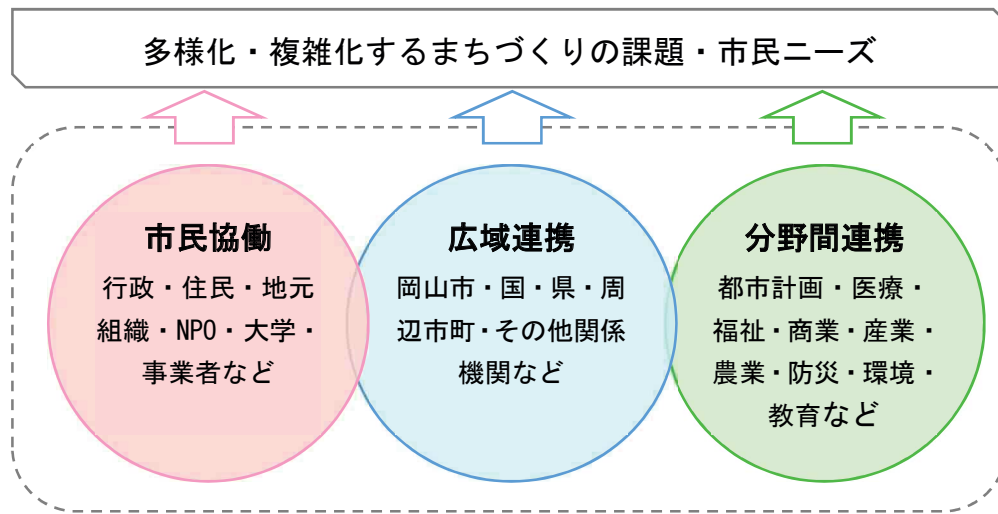 多様化・複雑化するまちづくりの課題・市民ニーズ
市民協働
行政・住民・地元
組織・NPO・大学・
事業者など
広域連携
岡山市・国・県・周
辺市町・その他関係
機関など
分野間連携
都市計画・医療・
福祉・商業・産業・
農業・防災・環境・
教育など